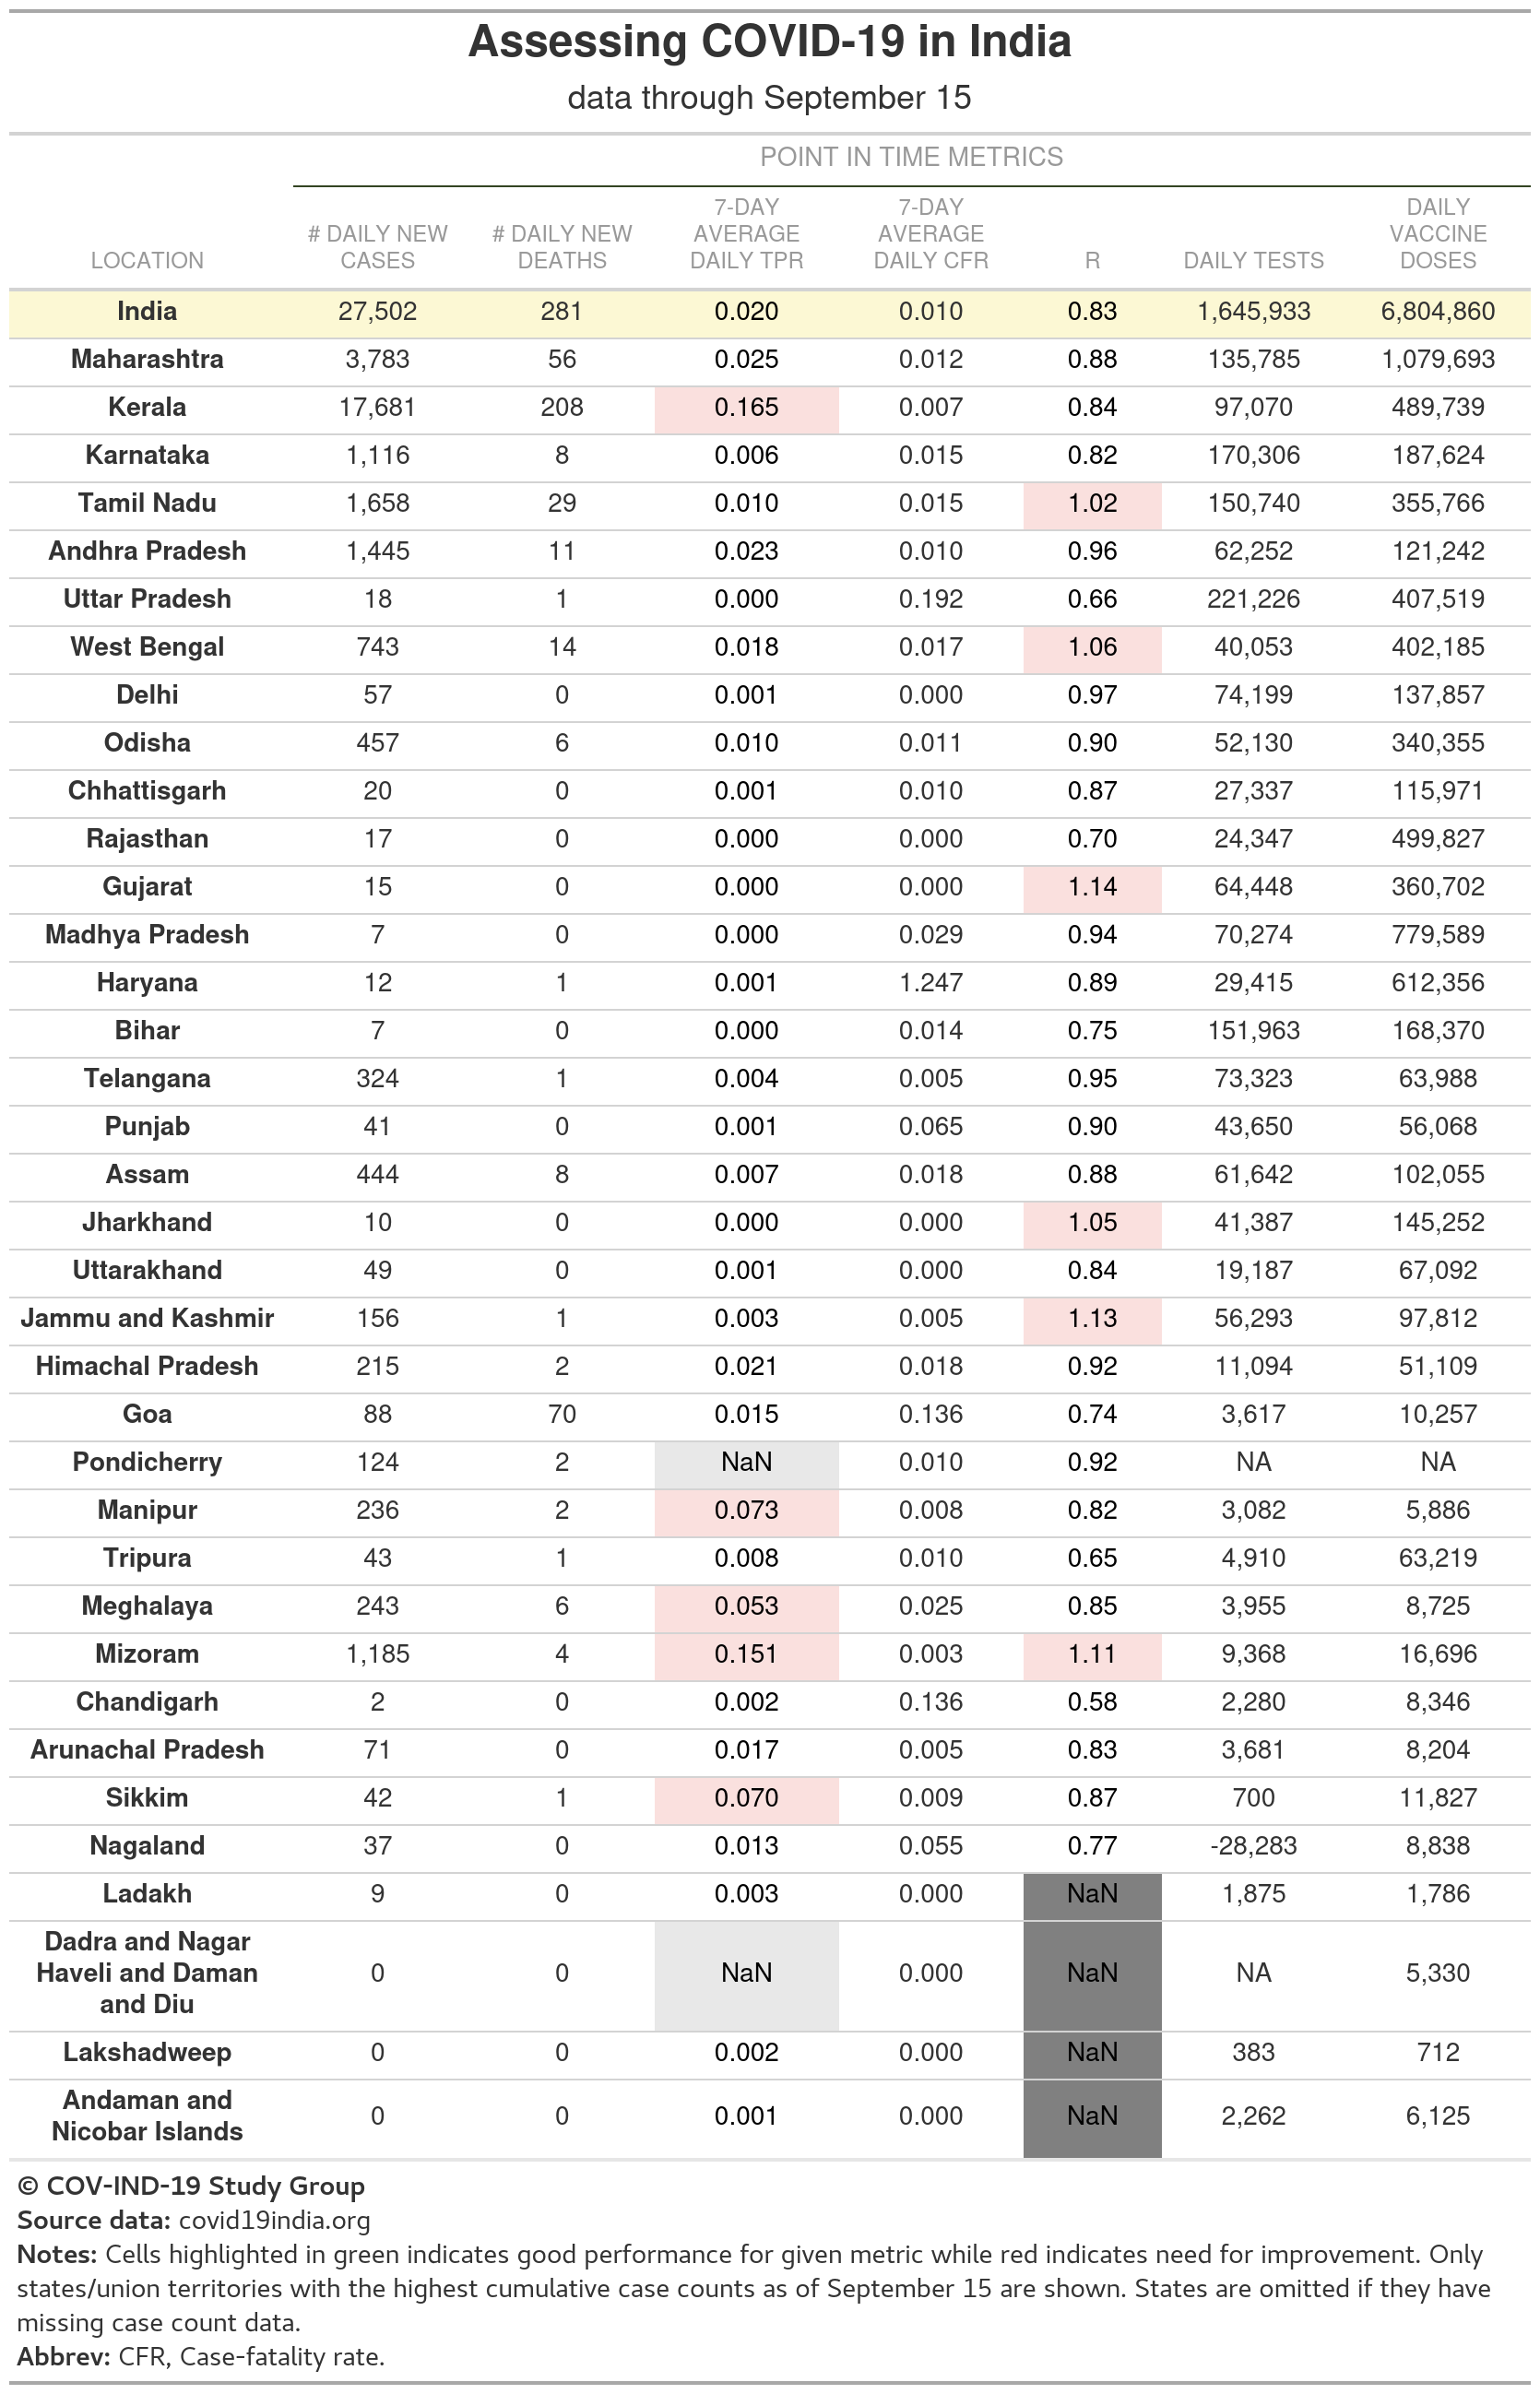 Assessing COVID-19 in India
data through September 15
POINT IN TIME METRICS
LOCATION # DAILY NEW CASES # DAILY NEW DEATHS 7-DAY AVERAGE DAILY TPR 7-DAY AVERAGE DAILY CFR R DAILY TESTS DAILY VACCINE DOSES
India 27,502 281 0.020 0.010 0.83 1,645,933 6,804,860
Maharashtra 3,783 56 0.025 0.012 0.88 135,785 1,079,693
Kerala 17,681 208 0.165 0.007 0.84 97,070 489,739
Karnataka 1,116 8 0.006 0.015 0.82 170,306 187,624
Tamil Nadu 1,658 29 0.010 0.015 1.02 150,740 355,766
Andhra Pradesh 1,445 11 0.023 0.010 0.96 62,252 121,242
Uttar Pradesh 18 1 0.000 0.192 0.66 221,226 407,519
West Bengal 743 14 0.018 0.017 1.06 40,053 402,185
Delhi 57 0 0.001 0.000 0.97 74,199 137,857
Odisha 457 6 0.010 0.011 0.90 52,130 340,355
Chhattisgarh 20 0 0.001 0.010 0.87 27,337 115,971
Rajasthan 17 0 0.000 0.000 0.70 24,347 499,827
Gujarat 15 0 0.000 0.000 1.14 64,448 360,702
Madhya Pradesh 7 0 0.000 0.029 0.94 70,274 779,589
Haryana 12 1 0.001 1.247 0.89 29,415 612,356
Bihar 7 0 0.000 0.014 0.75 151,963 168,370
Telangana 324 1 0.004 0.005 0.95 73,323 63,988
Punjab 41 0 0.001 0.065 0.90 43,650 56,068
Assam 444 8 0.007 0.018 0.88 61,642 102,055
Jharkhand 10 0 0.000 0.000 1.05 41,387 145,252
Uttarakhand 49 0 0.001 0.000 0.84 19,187 67,092
Jammu and Kashmir 156 1 0.003 0.005 1.13 56,293 97,812
Himachal Pradesh 215 2 0.021 0.018 0.92 11,094 51,109
Goa 88 70 0.015 0.136 0.74 3,617 10,257
Pondicherry 124 2 NaN 0.010 0.92 NA NA
Manipur 236 2 0.073 0.008 0.82 3,082 5,886
Tripura 43 1 0.008 0.010 0.65 4,910 63,219
Meghalaya 243 6 0.053 0.025 0.85 3,955 8,725
Mizoram 1,185 4 0.151 0.003 1.11 9,368 16,696
Chandigarh 2 0 0.002 0.136 0.58 2,280 8,346
Arunachal Pradesh 71 0 0.017 0.005 0.83 3,681 8,204
Sikkim 42 1 0.070 0.009 0.87 700 11,827
Nagaland 37 0 0.013 0.055 0.77 -28,283 8,838
Ladakh 9 0 0.003 0.000 NaN 1,875 1,786
Dadra and Nagar Haveli and Daman and Diu 0 0 NaN 0.000 NaN NA 5,330
Lakshadweep 0 0 0.002 0.000 NaN 383 712
Andaman and Nicobar Islands 0 0 0.001 0.000 NaN 2,262 6,125
© COV-IND-19 Study Group
Source data: covid19india.org
Notes: Cells highlighted in green indicates good performance for given metric while red indicates need for improvement. Only
states/union territories with the highest cumulative case counts as of September 15 are shown. States are omitted if they have
missing case count data.
Abbrev: CFR, Case-fatality rate.